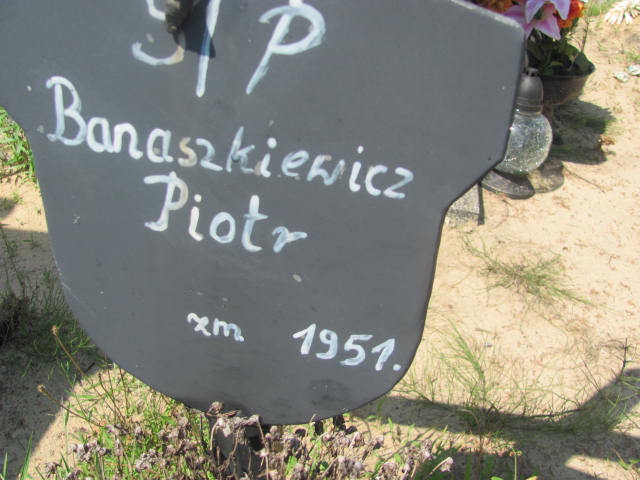 S/P
Banaszkiewicz
Piotr
zm 1951.